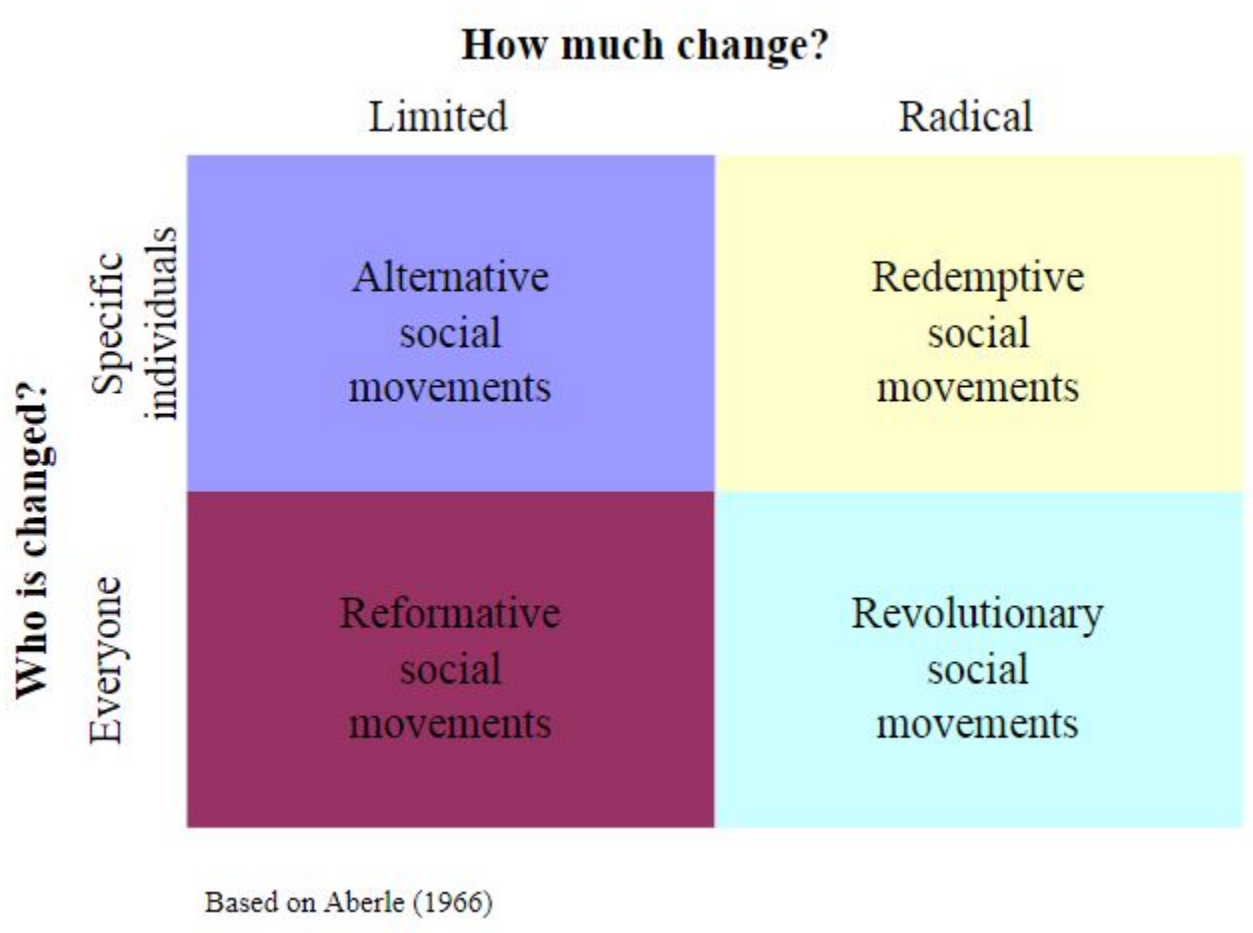 How much change?
Limited
Radical
Who is changed?
Specific
individuals
Alternative
social
movements
Redemptive
social
movements
Everyone
Reformative
social
movements
Revolutionary
social
movements
Based on Aberle (1966)